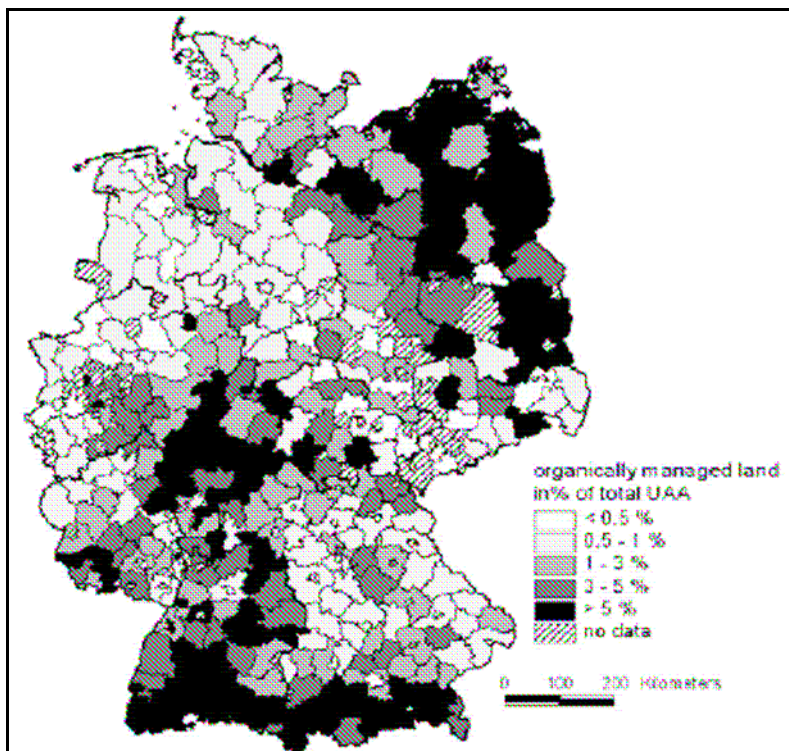 organically managed land
in% of total UAA
< 0.5 %
0.5 - 1 %
1 - 3 %
3 - 5 %
> 5 %
no data
0 100 200 Kilometers